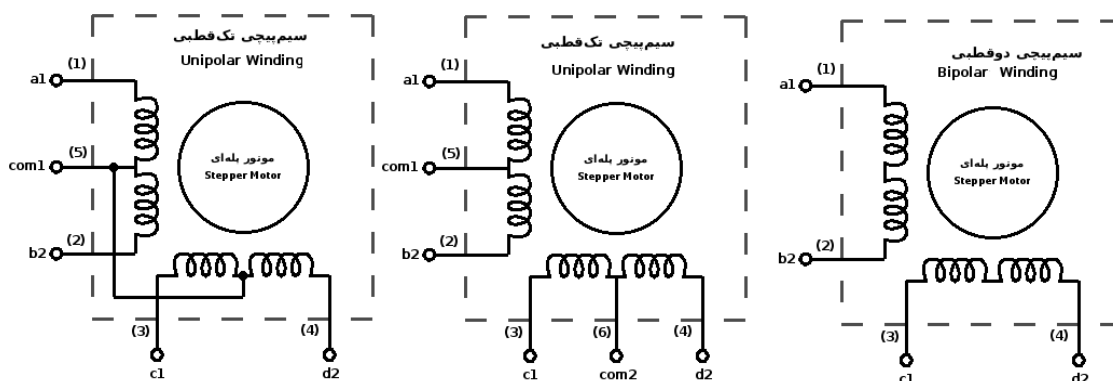 سیم‌پیچی تک‌قطبی
Unipolar Winding
a1
(1)
com1
(5)
b2
(2)
موتور پله‌ای
Stepper Motor
(3)
(4)
c1
d2
سیم‌پیچی تک‌قطبی
Unipolar Winding
a1
(1)
com1
(5)
b2
(2)
موتور پله‌ای
Stepper Motor
(3)
(6)
(4)
c1
com2
d2
سیم‌پیچی دوقطبی
Bipolar Winding
a1
(1)
b2
(2)
موتور پله‌ای
Stepper Motor
(3)
(4)
c1
d2